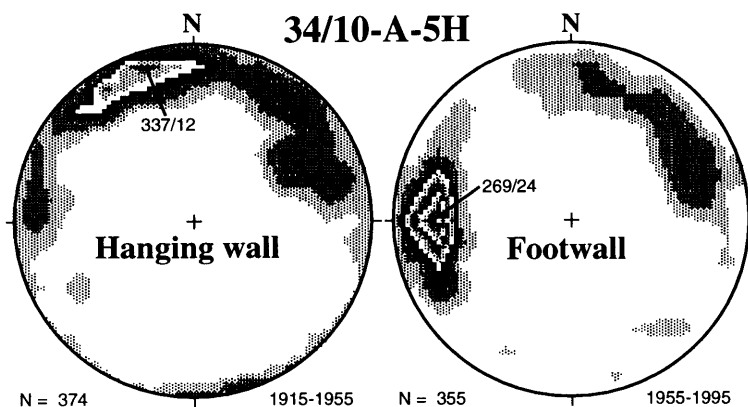 34/10-A-5H
N
N
337/12
269/24
Hanging wall
Footwall
N = 374
1915-1955
N = 355
1955-1995